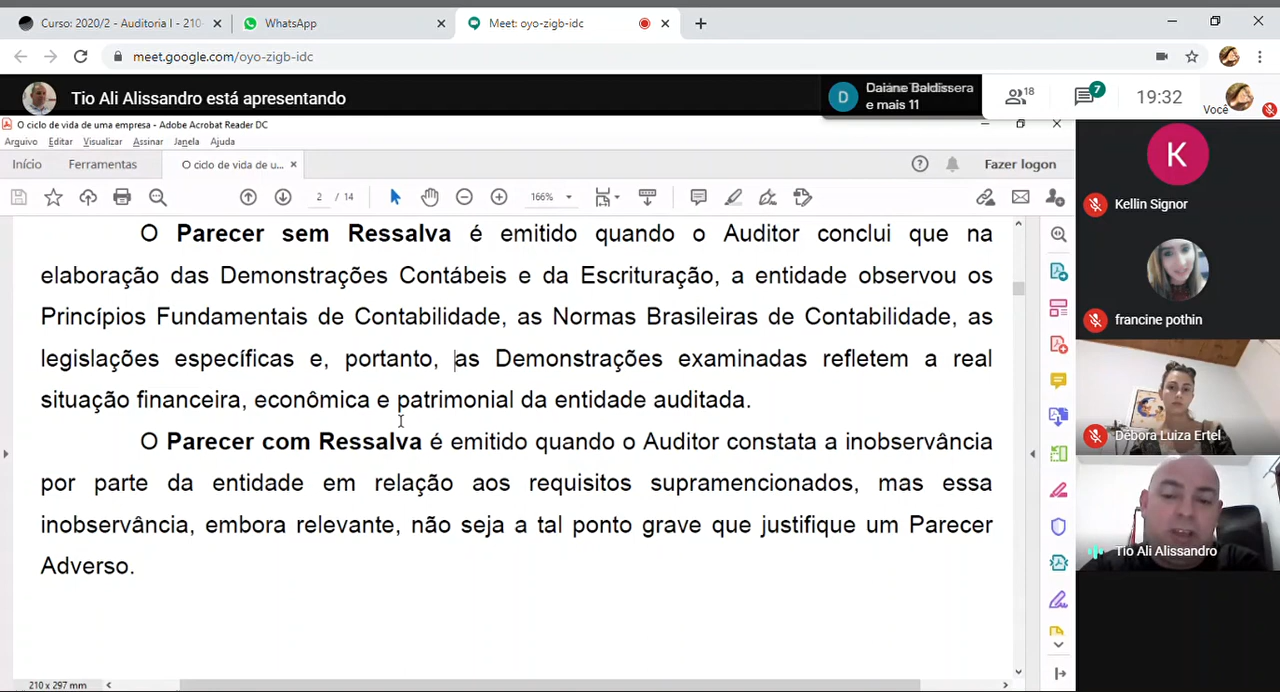 Curso: 2020/2 - Auditoria I - 210
WhatsApp
Meet: oyo-zigb-idc
meet.google.com/oyo-zigb-idc
Tio Ali Alissandro está apresentando
D
Daiane Baldissera
e mais 11
18
7
19:32
Você
O ciclo de vida de uma empresa - Adobe Acrobat Reader DC
Arquivo Editar Visualizar Assinar Janela Ajuda
Início Ferramentas O ciclo de vida de u... Fazer logon
2 / 14
166%
O Parecer sem Ressalva é emitido quando o Auditor conclui que na
elaboração das Demonstrações Contábeis e da Escrituração, a entidade observou os
Princípios Fundamentais de Contabilidade, as Normas Brasileiras de Contabilidade, as
legislações específicas e, portanto, as Demonstrações examinadas refletem a real
situação financeira, econômica e patrimonial da entidade auditada.
O Parecer com Ressalva é emitido quando o Auditor constata a inobservância
por parte da entidade em relação aos requisitos supramencionados, mas essa
inobservância, embora relevante, não seja a tal ponto grave que justifique um Parecer
Adverso.
210 x 297 mm
K
Kellin Signor
francine pothin
Débora Luiza Ertel
Tio Ali Alissandro